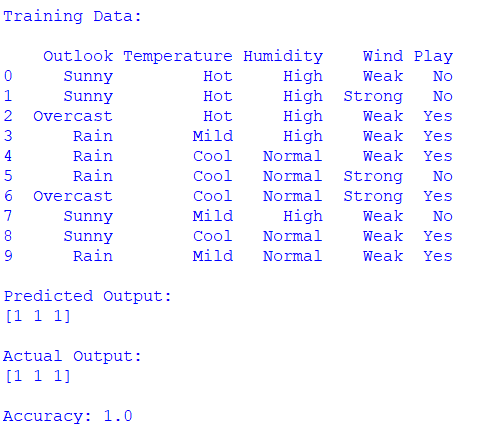 Training Data:
Outlook Temperature Humidity Wind Play
0 Sunny Hot High Weak No
1 Sunny Hot High Strong No
2 Overcast Hot High Weak Yes
3 Rain Mild High Weak Yes
4 Rain Cool Normal Weak Yes
5 Rain Cool Normal Strong No
6 Overcast Cool Normal Strong Yes
7 Sunny Mild High Weak No
8 Sunny Cool Normal Weak Yes
9 Rain Mild Normal Weak Yes
Predicted Output:
[1 1 1]
Actual Output:
[1 1 1]
Accuracy: 1.0